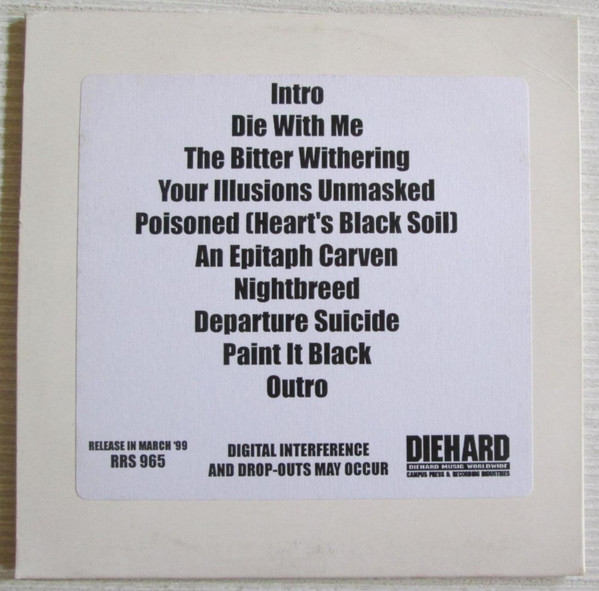 Intro
Die With Me
The Bitter Withering
Your Illusions Unmasked
Poisoned (Heart's Black Soil)
An Epitaph Carven
Nightbreed
Departure Suicide
Paint It Black
Outro
RELEASE IN MARCH '99
RRS 965
DIGITAL INTERFERENCE
AND DROP-OUTS MAY OCCUR
DIEHARD
DIEHARD MUSIC WORLDWIDE
CAMPUS PRESS & RECORDING INDUSTRIES